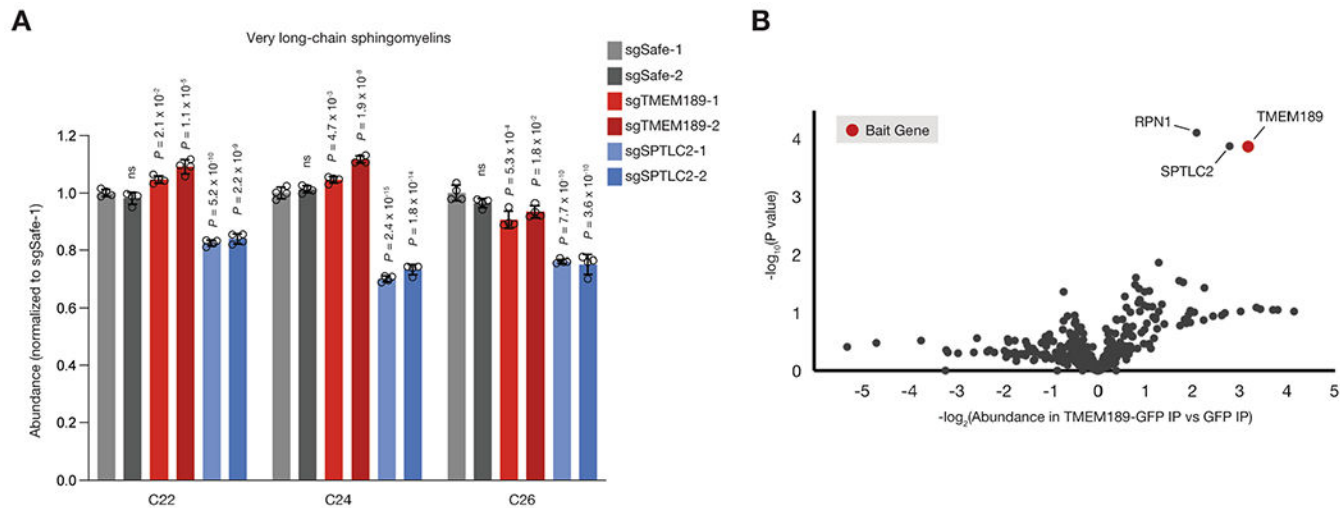 A
Very long-chain sphingomyelins
sgSafe-1
sgSafe-2
sgTMEM189-1
sgTMEM189-2
sgSPTLC2-1
sgSPTLC2-2
Abundance (normalized to sgSafe-1)
1.2
1.0
0.8
0.6
0.4
0.2
0.0
ns
P = 2.1 x 10⁻²
P = 1.1 x 10⁻⁵
P = 5.2 x 10⁻¹⁰
P = 2.2 x 10⁻⁹
ns
P = 4.7 x 10⁻³
P = 1.9 x 10⁻⁸
P = 2.4 x 10⁻¹⁵
P = 1.8 x 10⁻¹⁴
ns
P = 5.3 x 10⁻⁴
P = 1.8 x 10⁻²
P = 7.7 x 10⁻¹⁰
P = 3.6 x 10⁻¹⁰
C22
C24
C26
B
Bait Gene
RPN1
TMEM189
SPTLC2
-log₁₀(P value)
4
3
2
1
0
-5
-4
-3
-2
-1
0
1
2
3
4
5
-log₂(Abundance in TMEM189-GFP IP vs GFP IP)